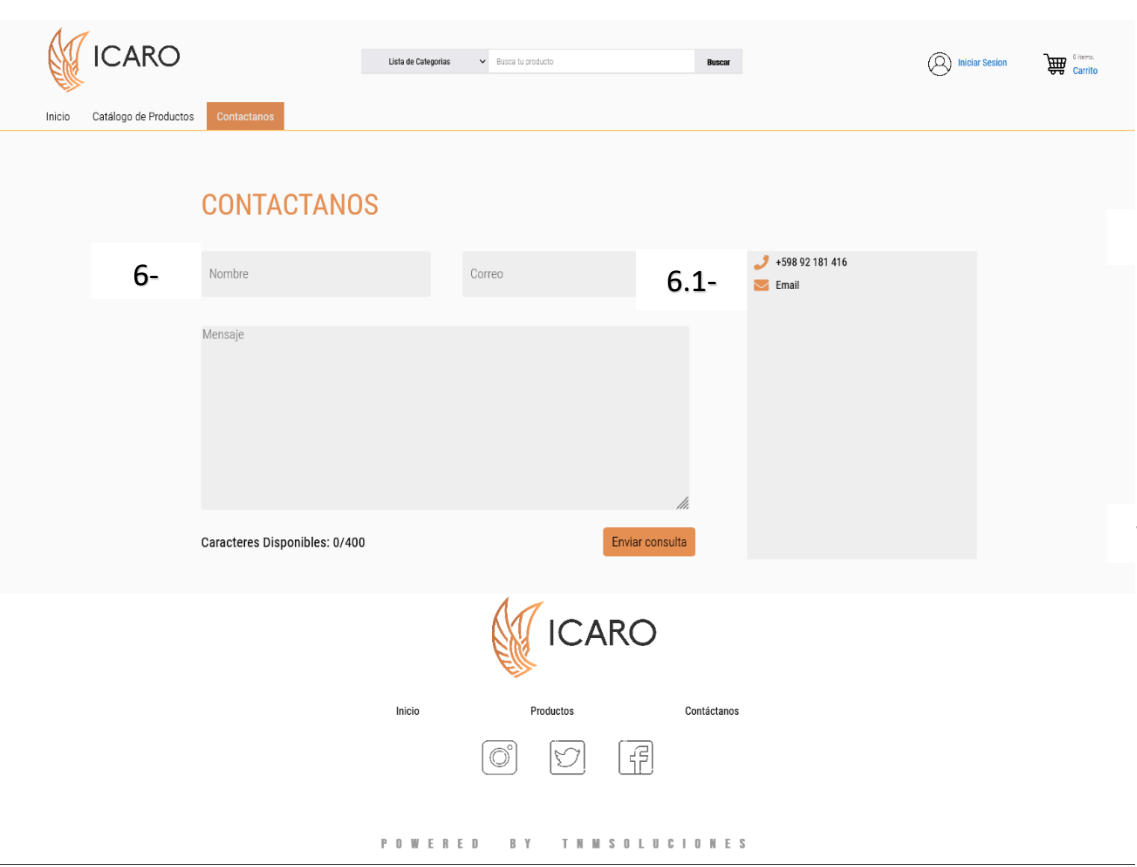 ICARO
Lista de Categorias Busca tu producto Buscar
Iniciar Sesion
0 items.
Carrito
Inicio Catálogo de Productos Contactanos
CONTACTANOS
6- Nombre Correo 6.1-
+598 92 181 416
Email
Mensaje
Caracteres Disponibles: 0/400 Enviar consulta
ICARO
Inicio Productos Contáctanos
POWERED BY TNMSOLUCIONES